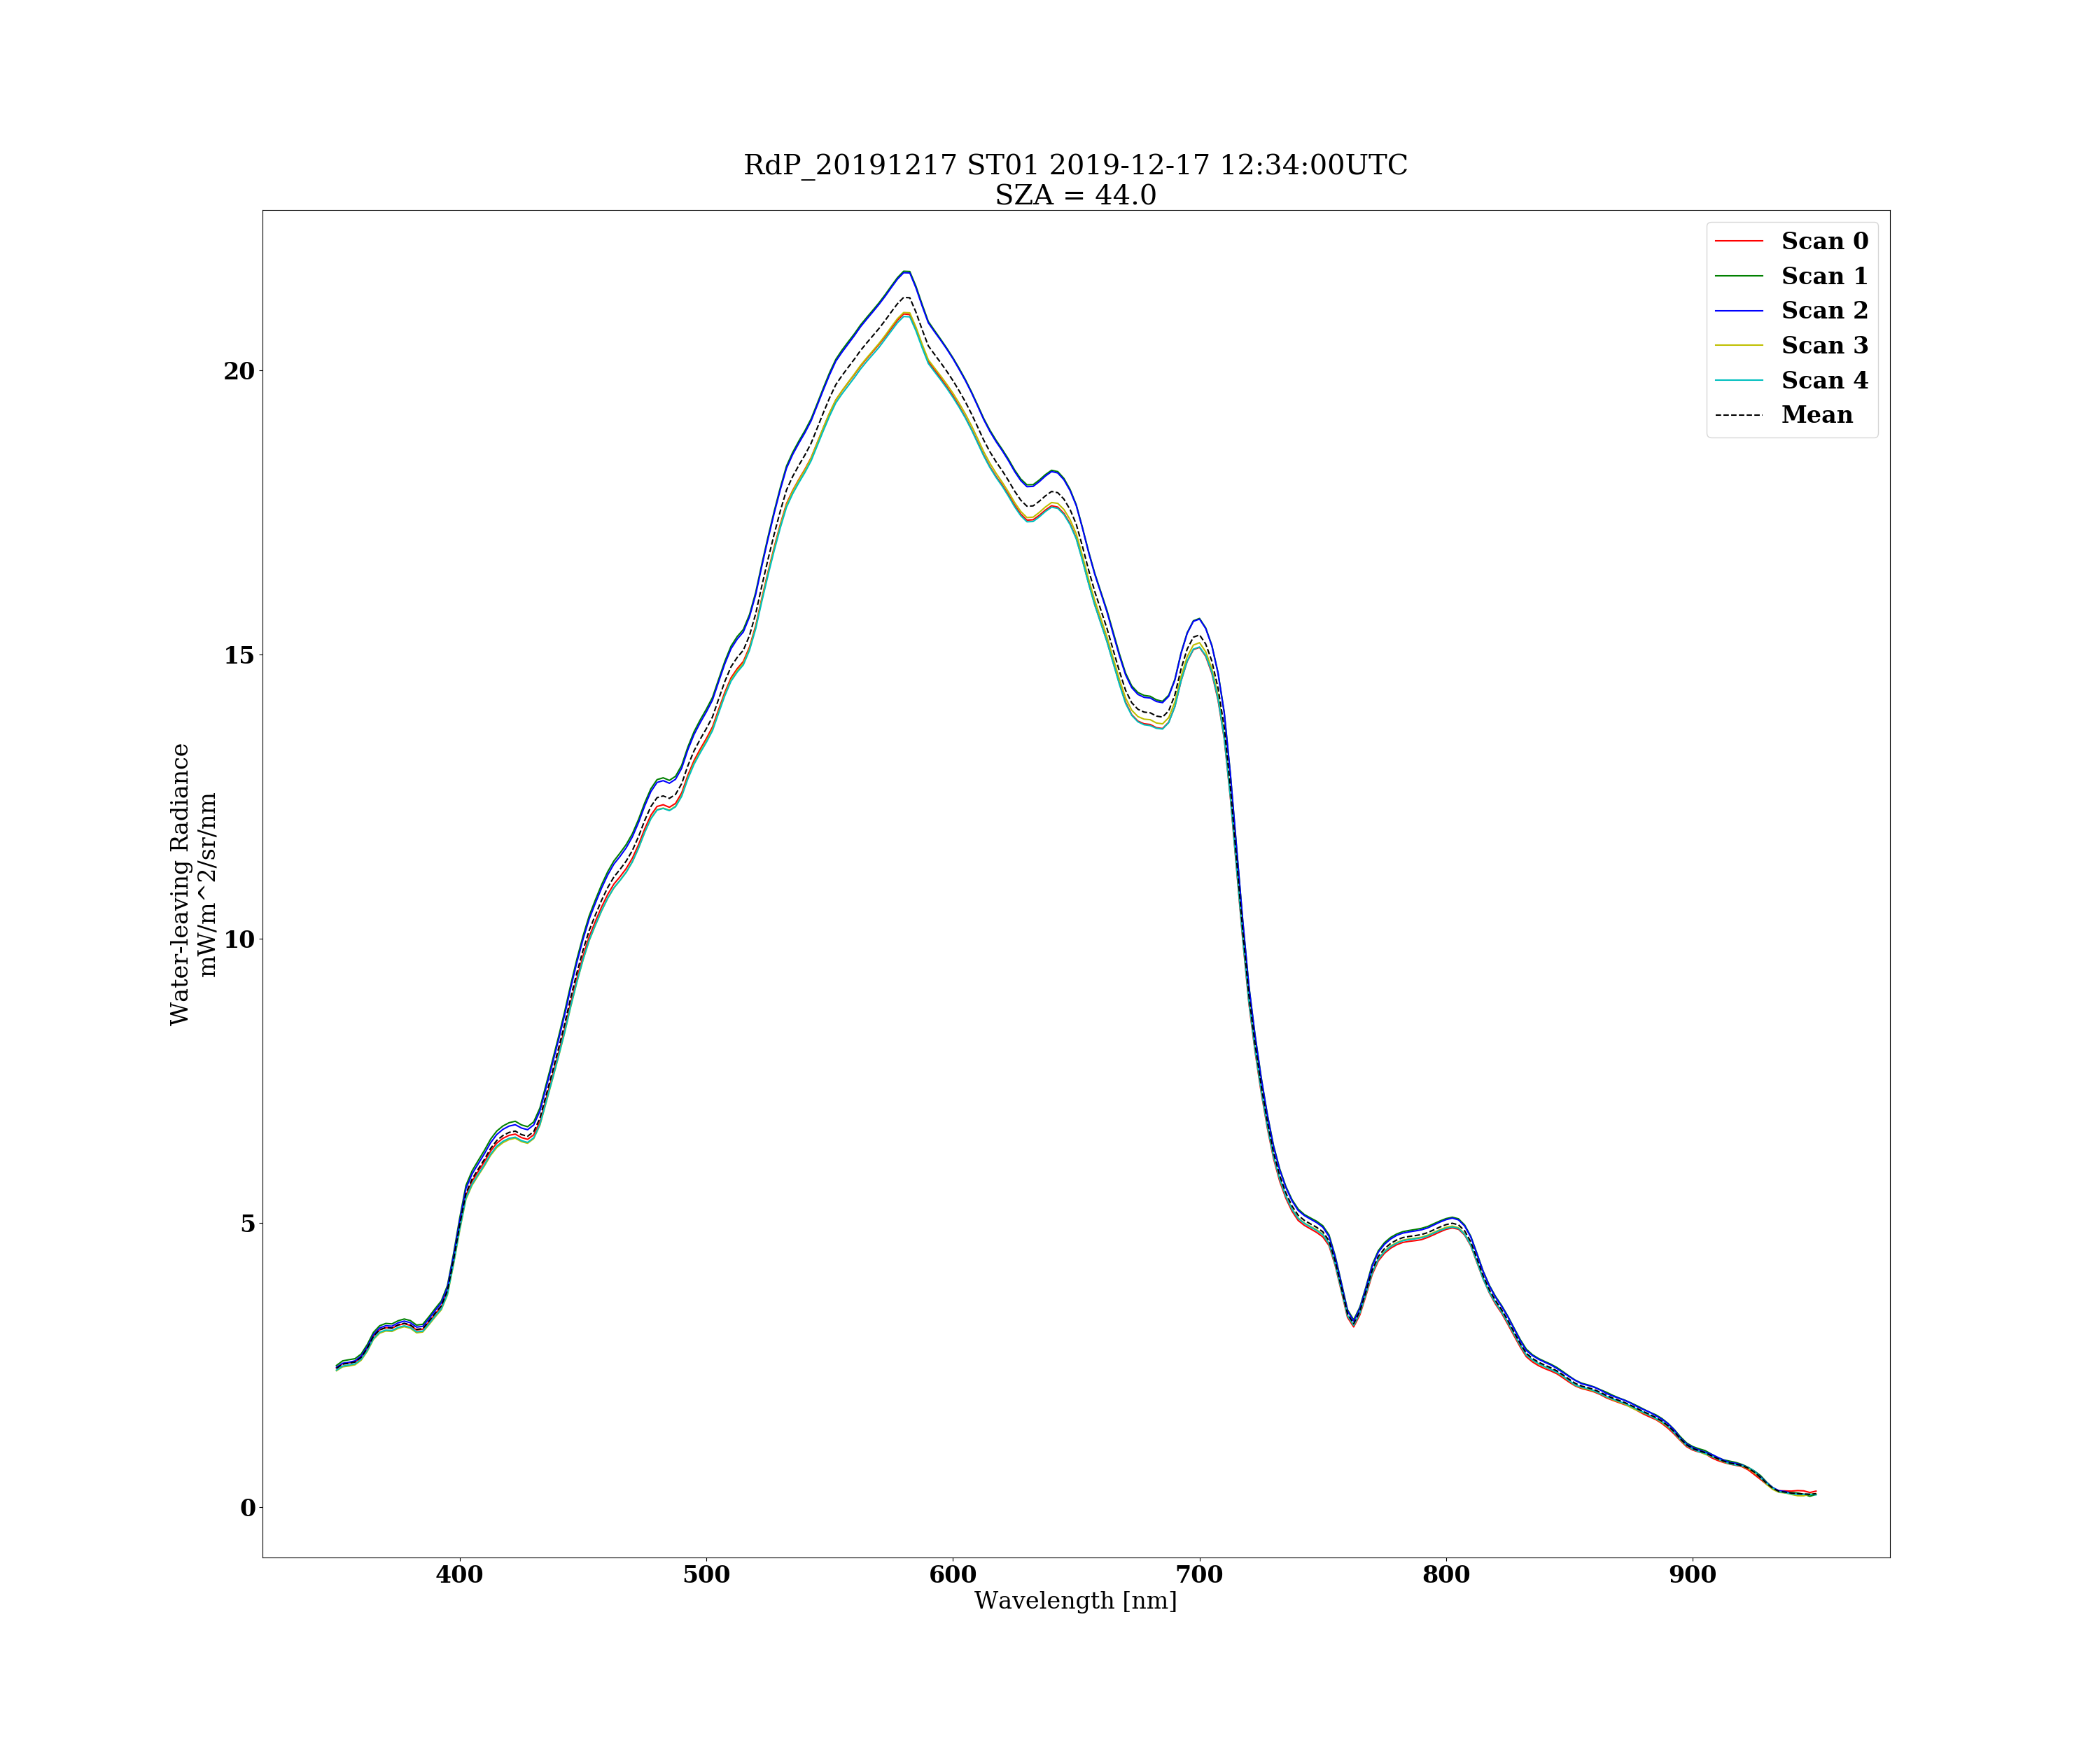 RdP_20191217 ST01 2019-12-17 12:34:00UTC
SZA = 44.0
Scan 0
Scan 1
Scan 2
Scan 3
Scan 4
Mean
Water-leaving Radiance
mW/m^2/sr/nm
20
15
10
5
0
400 500 600 700 800 900
Wavelength [nm]